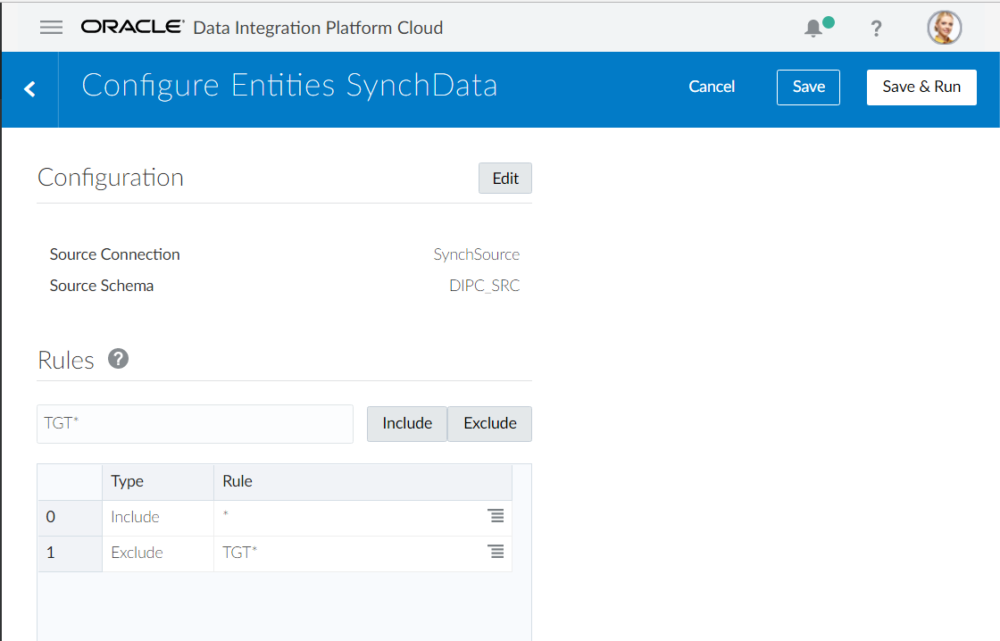 ORACLE® Data Integration Platform Cloud ?
Configure Entities SynchData Cancel Save Save & Run
Configuration Edit
Source Connection SynchSource
Source Schema DIPC_SRC
Rules ?
TGT* Include Exclude
Type Rule
0 Include *
1 Exclude TGT*